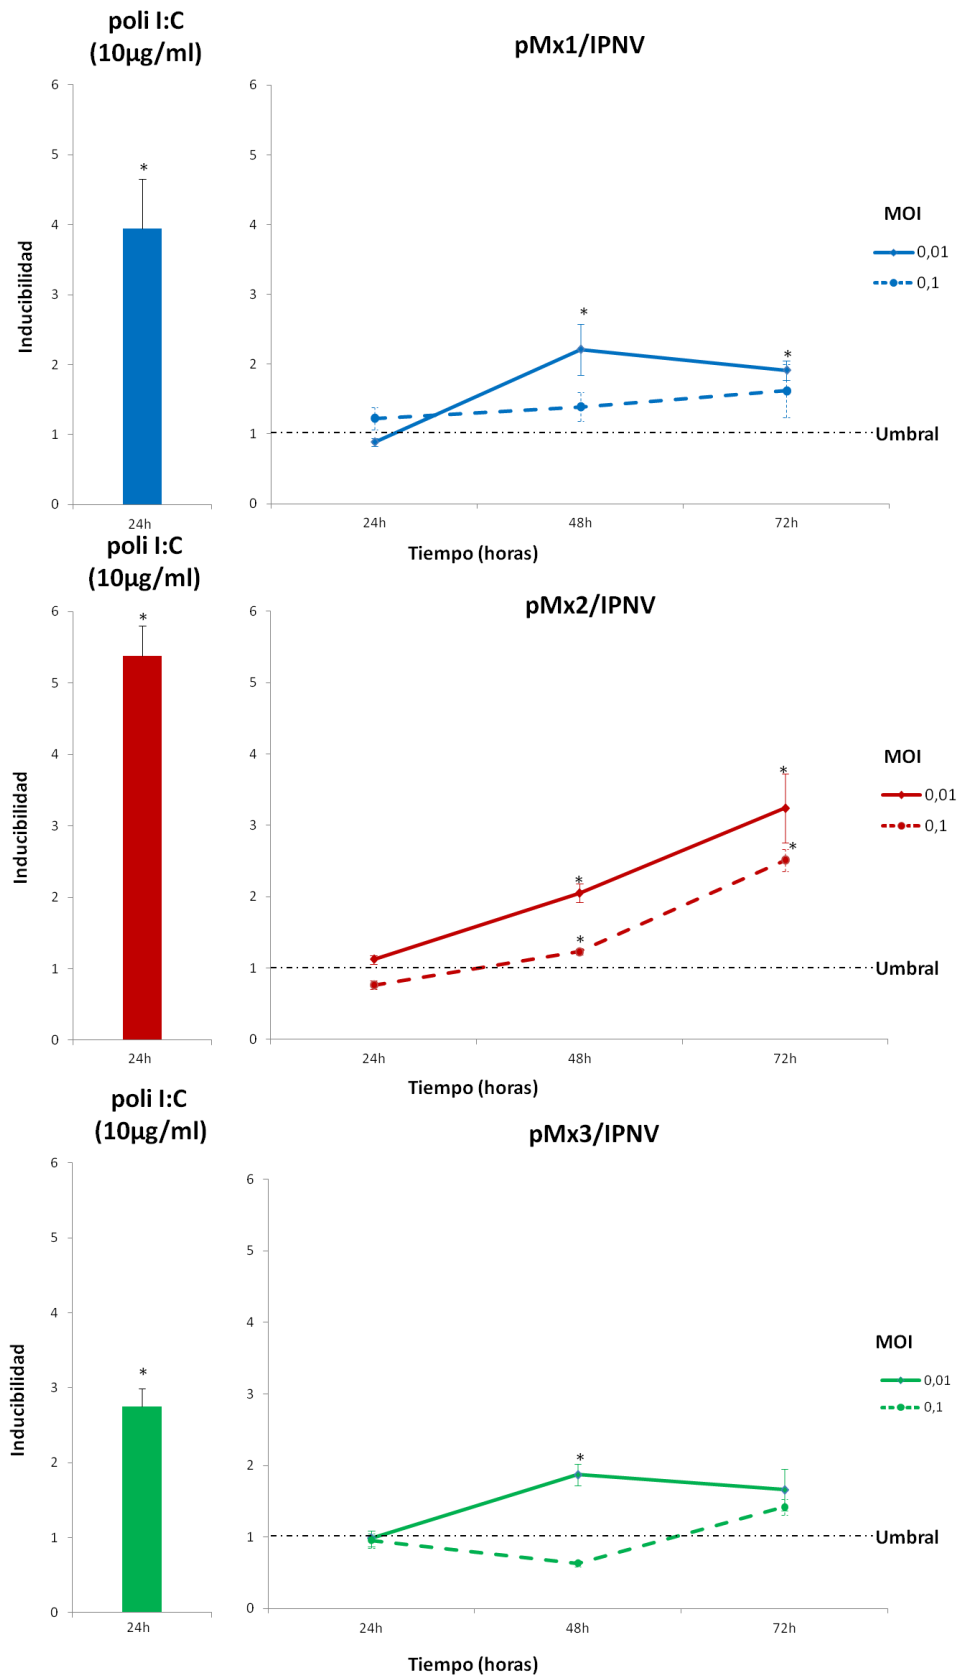 poli I:C
(10µg/ml)
pMx1/IPNV
6
5
4
3
2
1
0
Inducibilidad
*
24h
6
5
4
3
2
1
0
*
*
Umbral
24h
48h
72h
Tiempo (horas)
MOI
0,01
0,1
poli I:C
(10µg/ml)
pMx2/IPNV
6
5
4
3
2
1
0
Inducibilidad
*
24h
6
5
4
3
2
1
0
*
*
*
*
Umbral
24h
48h
72h
Tiempo (horas)
MOI
0,01
0,1
poli I:C
(10µg/ml)
pMx3/IPNV
6
5
4
3
2
1
0
Inducibilidad
*
24h
6
5
4
3
2
1
0
*
Umbral
24h
48h
72h
Tiempo (horas)
MOI
0,01
0,1